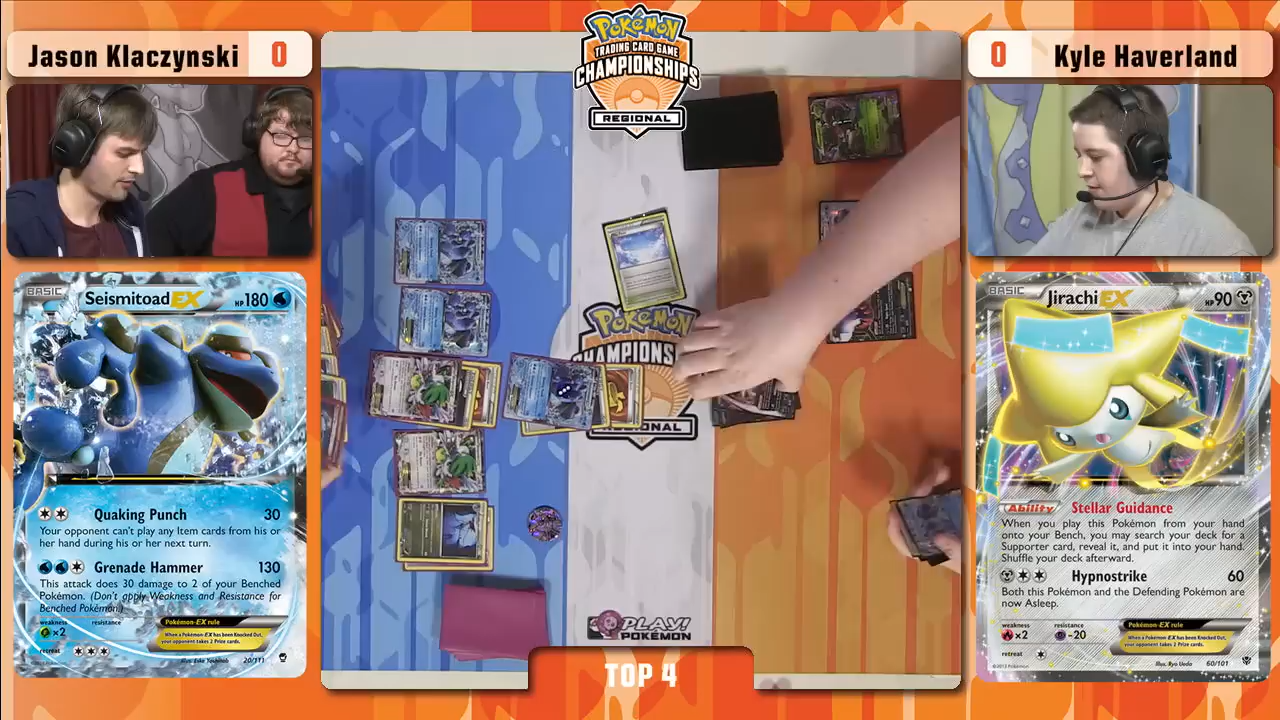 Jason Klaczynski 0
Pokémon
TRADING CARD GAME
CHAMPIONSHIPS
REGIONAL
0 Kyle Haverland
BASIC Seismitoad EX HP180
Quaking Punch 30
Your opponent can't play any Item cards from his or
her hand during his or her next turn.
Grenade Hammer 130
This attack does 30 damage to 2 of your Benched
Pokémon. (Don't apply Weakness and Resistance for
Benched Pokémon.)
weakness resistance
×2
Pokémon-EX rule
When a Pokémon-EX has been Knocked Out,
your opponent takes 2 Prize cards.
retreat
20/111
Pokémon
CHAMPIONS
REGIONAL
PLAY!
POKÉMON
TOP 4
BASIC Jirachi EX HP90
Ability Stellar Guidance
When you play this Pokémon from your hand
onto your Bench, you may search your deck for a
Supporter card, reveal it, and put it into your hand.
Shuffle your deck afterward.
Hypnostrike 60
Both this Pokémon and the Defending Pokémon are
now Asleep.
weakness resistance
×2 -20
Pokémon-EX rule
When a Pokémon-EX has been Knocked Out,
your opponent takes 2 Prize cards.
retreat
60/101